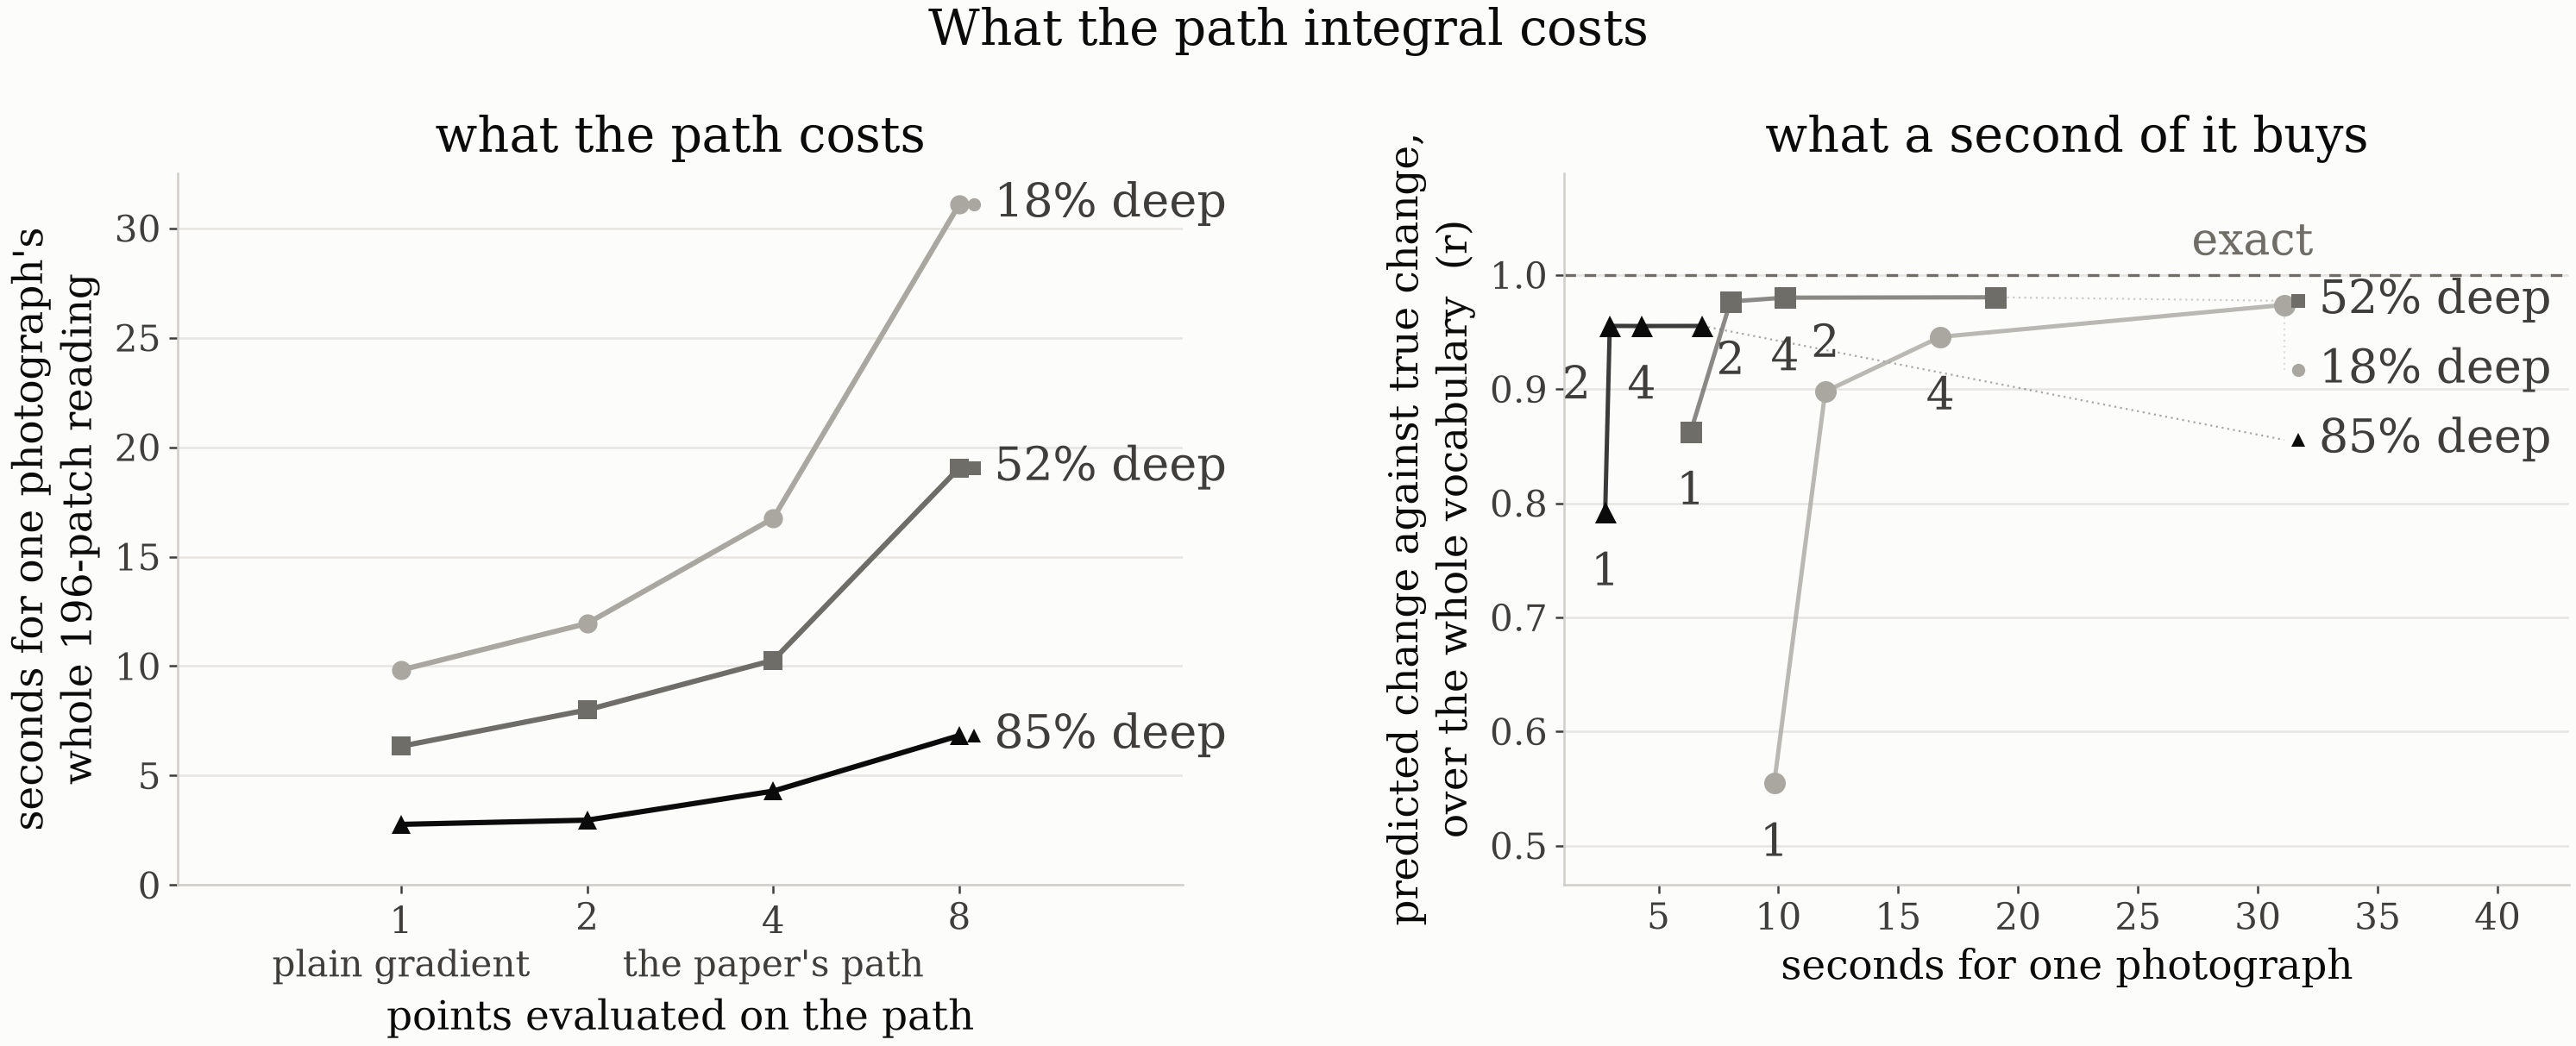 What the path integral costs
what the path costs
seconds for one photograph's
whole 196-patch reading
30
25
20
15
10
5
0
18% deep
52% deep
85% deep
1
2
4
8
plain gradient
the paper's path
points evaluated on the path
what a second of it buys
predicted change against true change,
over the whole vocabulary (r)
1.0
0.9
0.8
0.7
0.6
0.5
exact
52% deep
18% deep
85% deep
2
4
2
4
2
4
1
1
1
5
10
15
20
25
30
35
40
seconds for one photograph